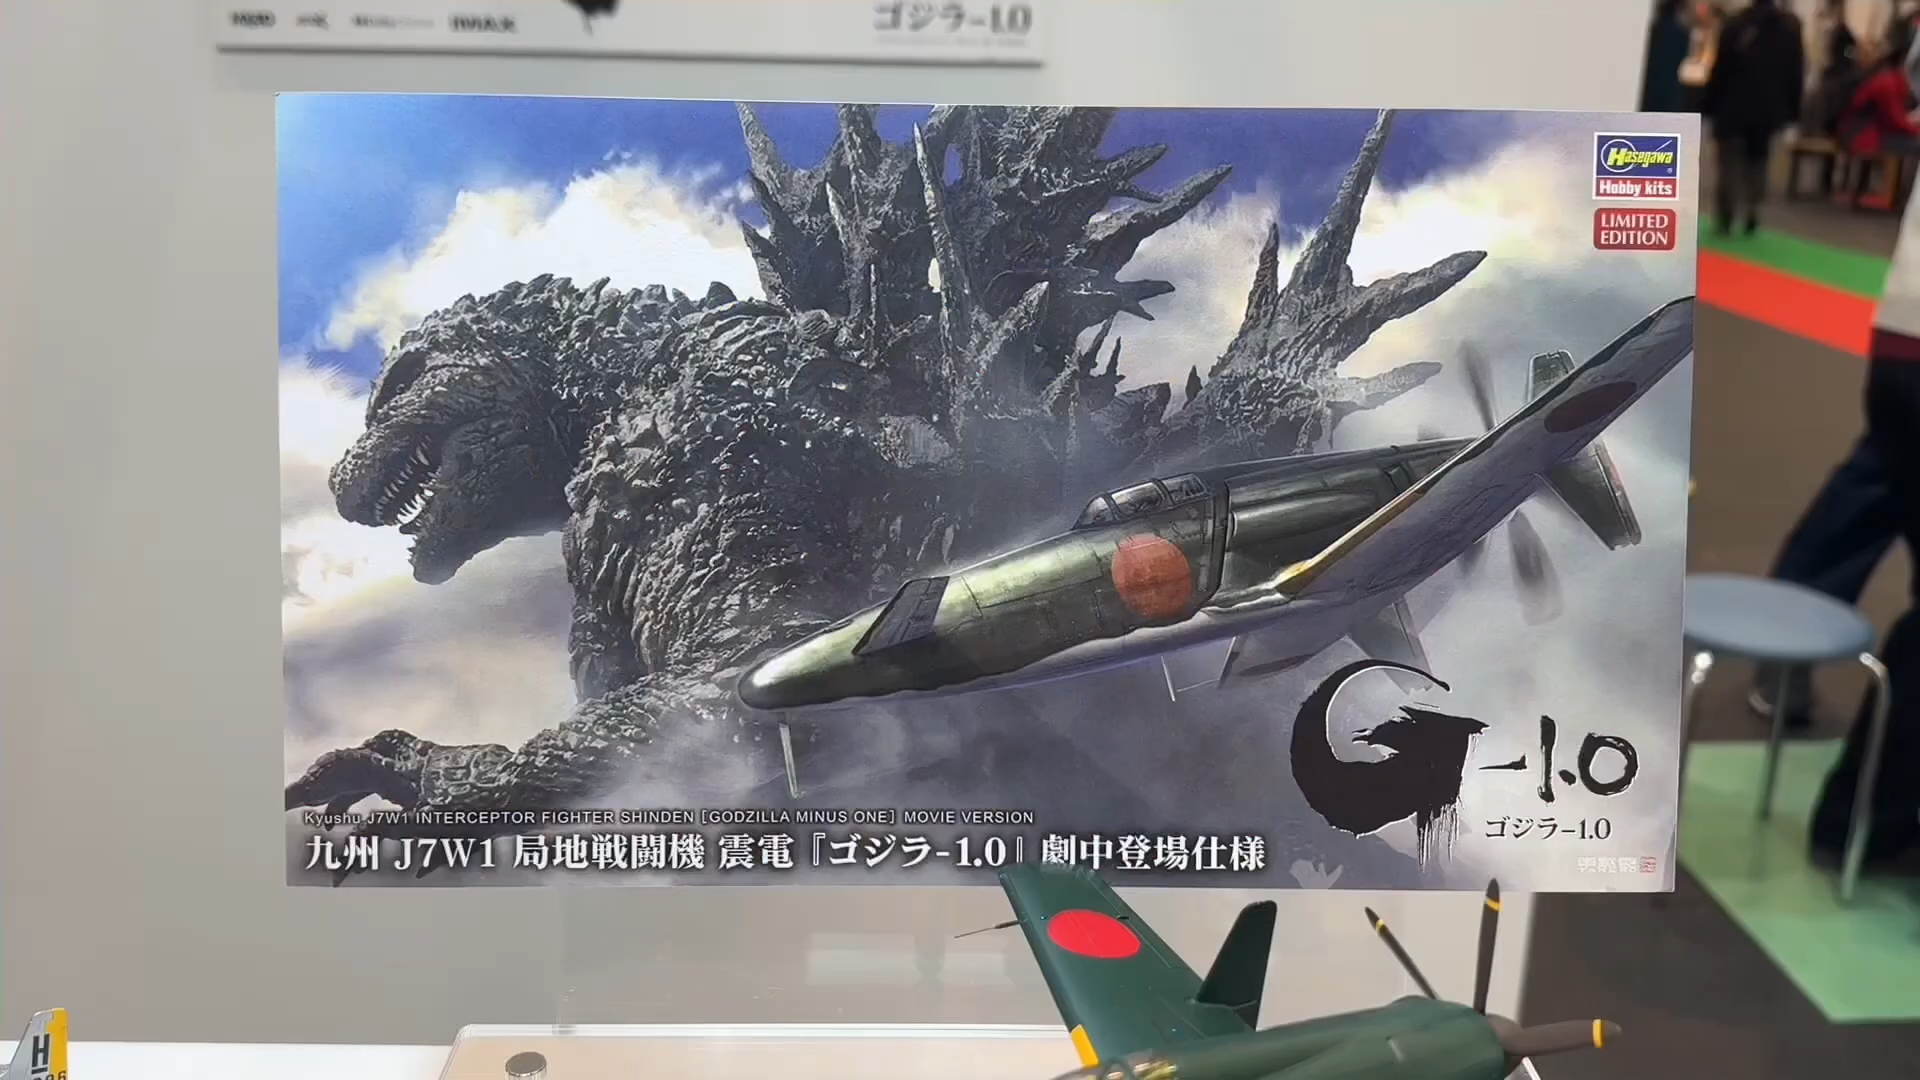 IMAX
ゴジラ-1.0
Hasegawa
Hobby kits
LIMITED
EDITION
-1.0
ゴジラ-1.0
Kyushu J7W1 INTERCEPTOR FIGHTER SHINDEN [GODZILLA MINUS ONE] MOVIE VERSION
九州 J7W1 局地戦闘機 震電『ゴジラ-1.0』劇中登場仕様
H